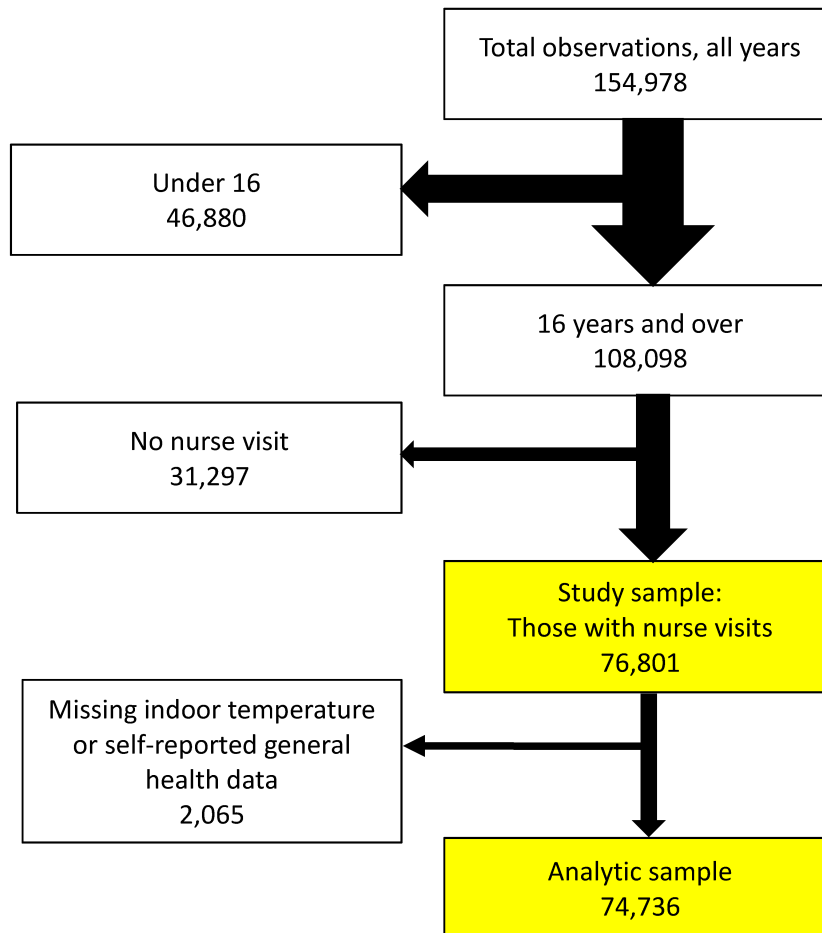 Total observations, all years
154,978
Under 16
46,880
16 years and over
108,098
No nurse visit
31,297
Study sample:
Those with nurse visits
76,801
Missing indoor temperature
or self-reported general
health data
2,065
Analytic sample
74,736